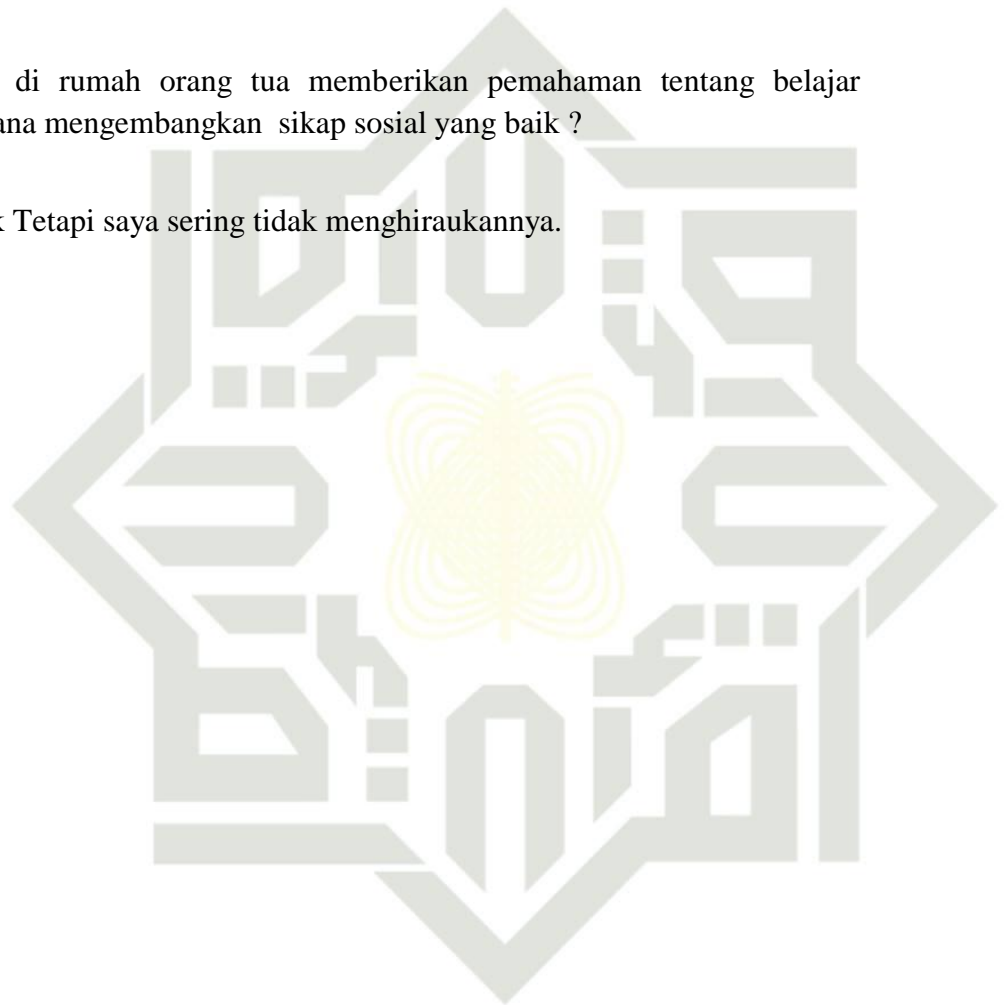 di rumah orang tua memberikan pemahaman tentang belajar
ana mengembangkan sikap sosial yang baik ?
k Tetapi saya sering tidak menghiraukannya.